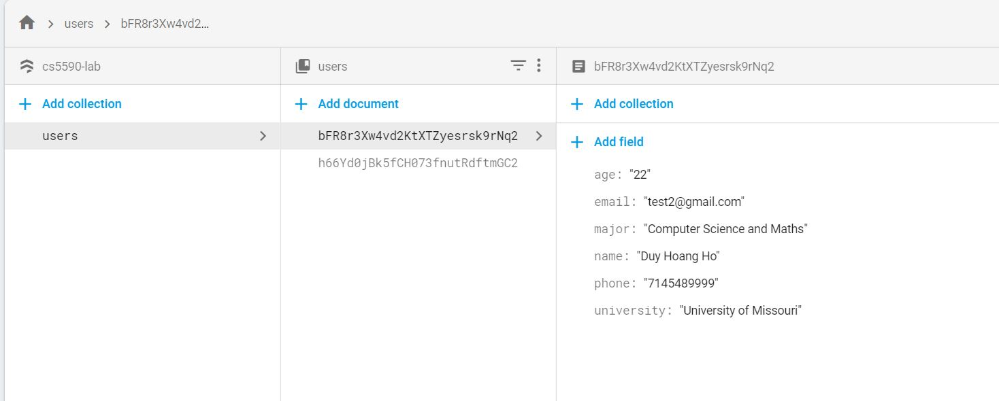 users bFR8r3Xw4vd2...
cs5590-lab
Add collection
users
users
Add document
bFR8r3Xw4vd2KtXTZyesrsk9rNq2
h66Yd0jBk5fCH073fnutRdftmGC2
bFR8r3Xw4vd2KtXTZyesrsk9rNq2
Add collection
Add field
age: "22"
email: "test2@gmail.com"
major: "Computer Science and Maths"
name: "Duy Hoang Ho"
phone: "7145489999"
university: "University of Missouri"